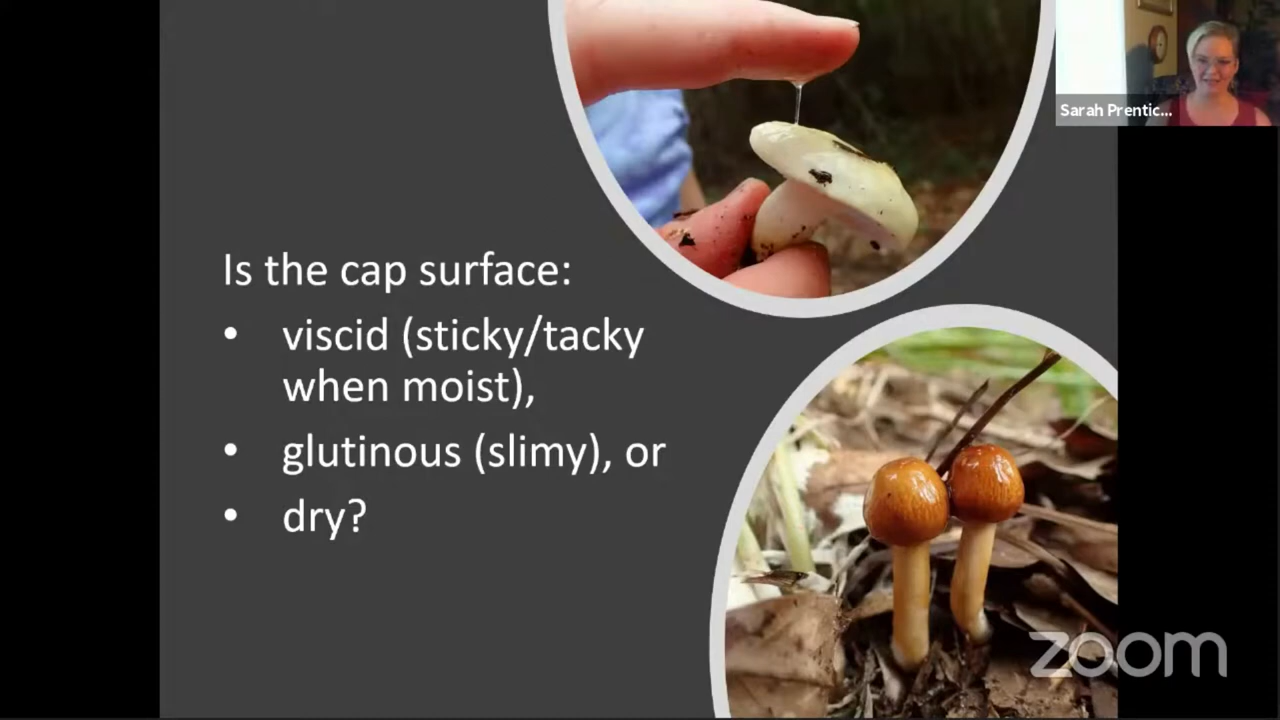 Sarah Prentic...
Is the cap surface:
• viscid (sticky/tacky
when moist),
• glutinous (slimy), or
• dry?
zoom